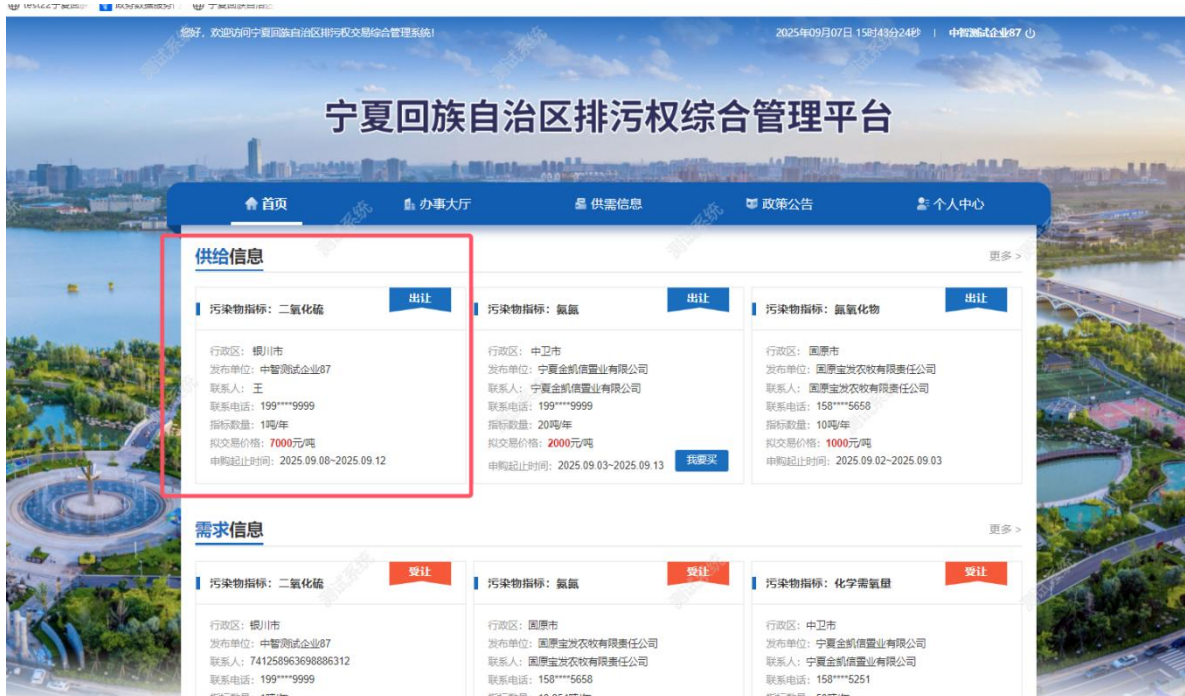 您好，欢迎访问宁夏回族自治区排污权交易综合管理系统！
2025年09月07日 15时43分24秒 | 中智测试企业87
宁夏回族自治区排污权综合管理平台
首页 办事大厅 供需信息 政策公告 个人中心
供给信息 更多 >
污染物指标：二氧化硫 出让
行政区：银川市
发布单位：中智测试企业87
联系人：王
联系电话：199****9999
指标数量：1吨/年
拟交易价格：7000元/吨
申购起止时间：2025.09.08~2025.09.12
污染物指标：氨氮 出让
行政区：中卫市
发布单位：宁夏金凯信置业有限公司
联系人：宁夏金凯信置业有限公司
联系电话：199****9999
指标数量：20吨/年
拟交易价格：2000元/吨
申购起止时间：2025.09.03~2025.09.13 我要买
污染物指标：氮氧化物 出让
行政区：固原市
发布单位：固原宝发农牧有限责任公司
联系人：固原宝发农牧有限责任公司
联系电话：158****5658
指标数量：10吨/年
拟交易价格：1000元/吨
申购起止时间：2025.09.02~2025.09.03
需求信息 更多 >
污染物指标：二氧化硫 受让
行政区：银川市
发布单位：中智测试企业87
联系人：741258963698886312
联系电话：199****9999
污染物指标：氨氮 受让
行政区：固原市
发布单位：固原宝发农牧有限责任公司
联系人：固原宝发农牧有限责任公司
联系电话：158****5658
污染物指标：化学需氧量 受让
行政区：中卫市
发布单位：宁夏金凯信置业有限公司
联系人：宁夏金凯信置业有限公司
联系电话：158****5251
测试系统